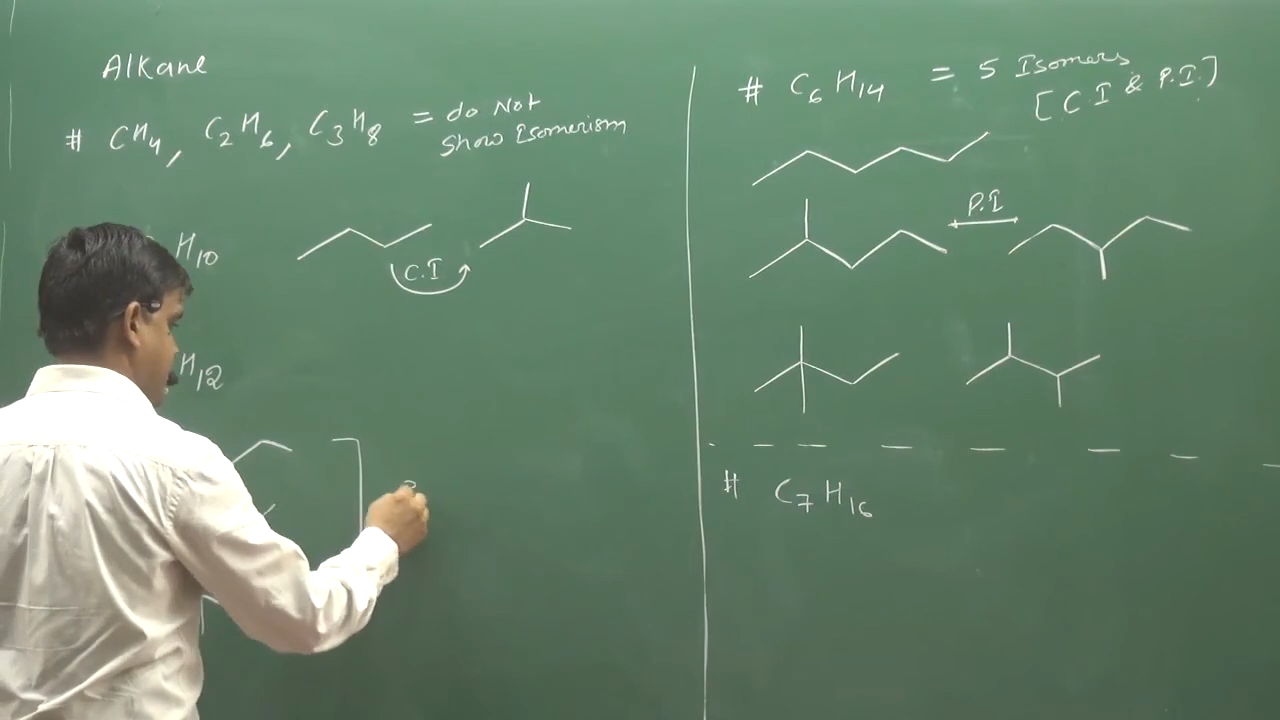 Alkane
# CH₄, C₂H₆, C₃H₈ = do Not
Show Isomerism
H₁₀
C.I
H₁₂
# C₆H₁₄ = 5 Isomers
[C.I & P.I.]
P.I
# C₇H₁₆